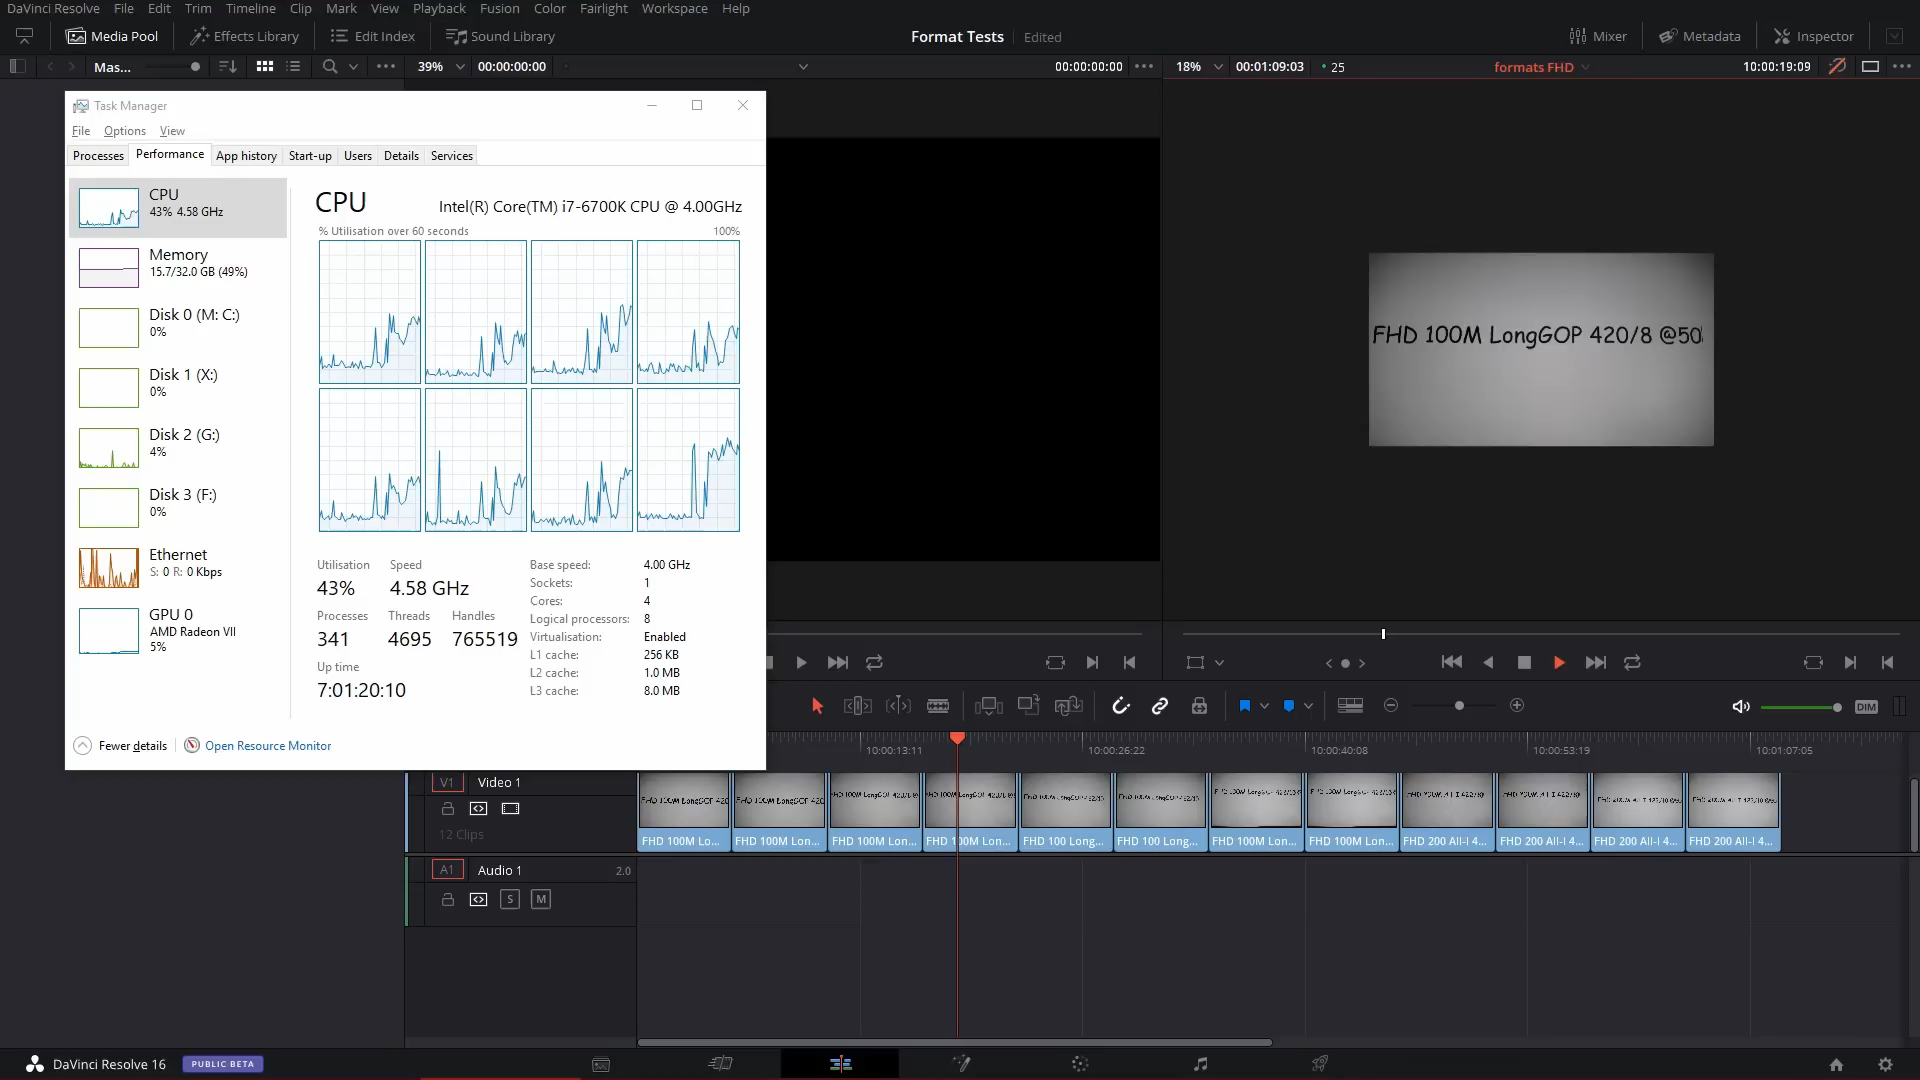 DaVinci Resolve File Edit Trim Timeline Clip Mark View Playback Fusion Color Fairlight Workspace Help
Media Pool Effects Library Edit Index Sound Library Format Tests Edited Mixer Metadata Inspector
Mas... 39% 00:00:00:00 00:00:00:00 18% 00:01:09:03 25 formats FHD 10:00:19:09
Task Manager
File Options View
Processes Performance App history Start-up Users Details Services
CPU
43% 4.58 GHz
Memory
15.7/32.0 GB (49%)
Disk 0 (M: C:)
0%
Disk 1 (X:)
0%
Disk 2 (G:)
4%
Disk 3 (F:)
0%
Ethernet
S: 0 R: 0 Kbps
GPU 0
AMD Radeon VII
5%
CPU Intel(R) Core(TM) i7-6700K CPU @ 4.00GHz
% Utilisation over 60 seconds 100%
Utilisation Speed
43% 4.58 GHz
Processes Threads Handles
341 4695 765519
Up time
7:01:20:10
Base speed: 4.00 GHz
Sockets: 1
Cores: 4
Logical processors: 8
Virtualisation: Enabled
L1 cache: 256 KB
L2 cache: 1.0 MB
L3 cache: 8.0 MB
Fewer details Open Resource Monitor
FHD 100M LongGOP 420/8 @50
DIM
10:00:13:11 10:00:26:22 10:00:40:08 10:00:53:19 10:01:07:05
V1 Video 1
12 Clips
FHD 100M Lo... FHD 100M Lon... FHD 100M Lon... FHD 100M Lon... FHD 100 Long... FHD 100 Long... FHD 100M Lon... FHD 100M Lon... FHD 200 All-I 4... FHD 200 All-I 4... FHD 200 All-I 4... FHD 200 All-I 4...
A1 Audio 1 2.0
S M
DaVinci Resolve 16 PUBLIC BETA